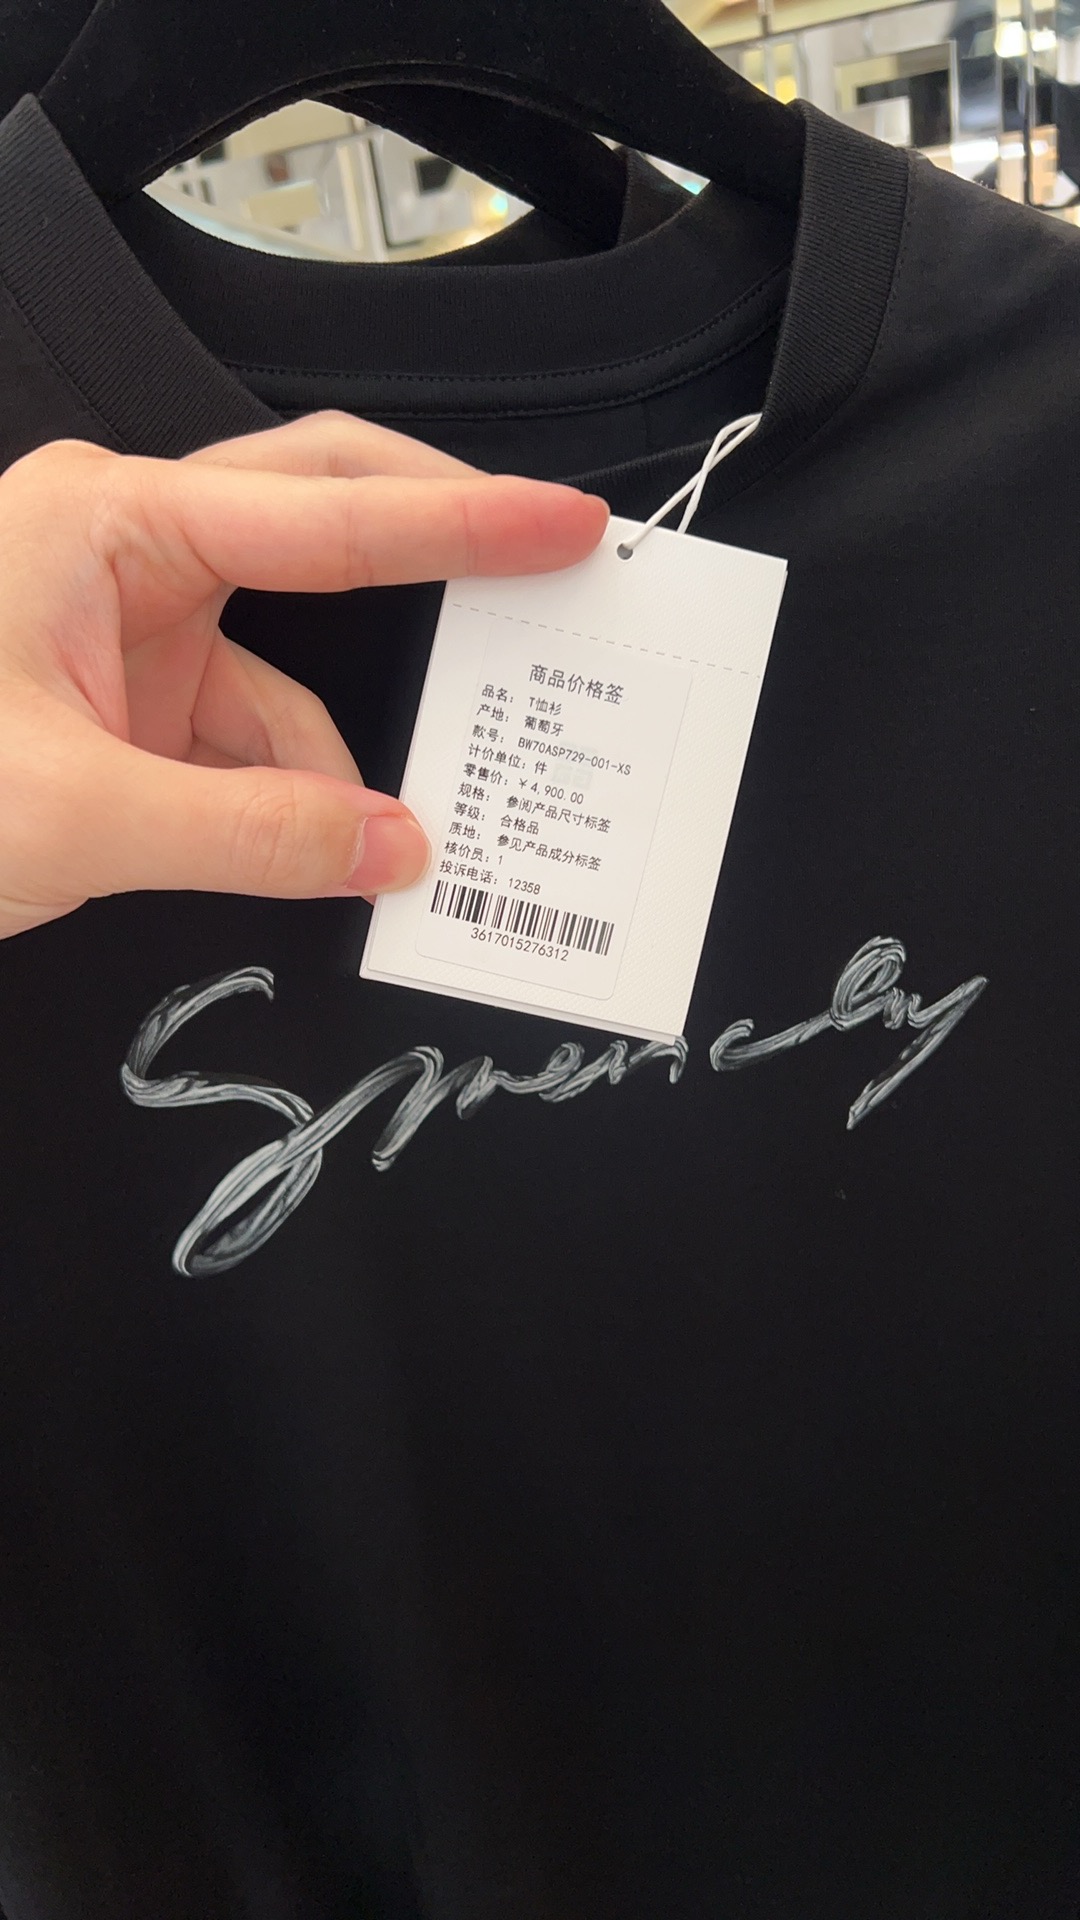 商品价格签
品名: T恤衫
产地: 葡萄牙
款号: BW70ASP729-001-XS
计价单位: 件
零售价: ￥4,900.00
规格: 参阅产品尺寸标签
等级: 合格品
质地: 参见产品成分标签
核价员: 1
投诉电话: 12358
3617015276312